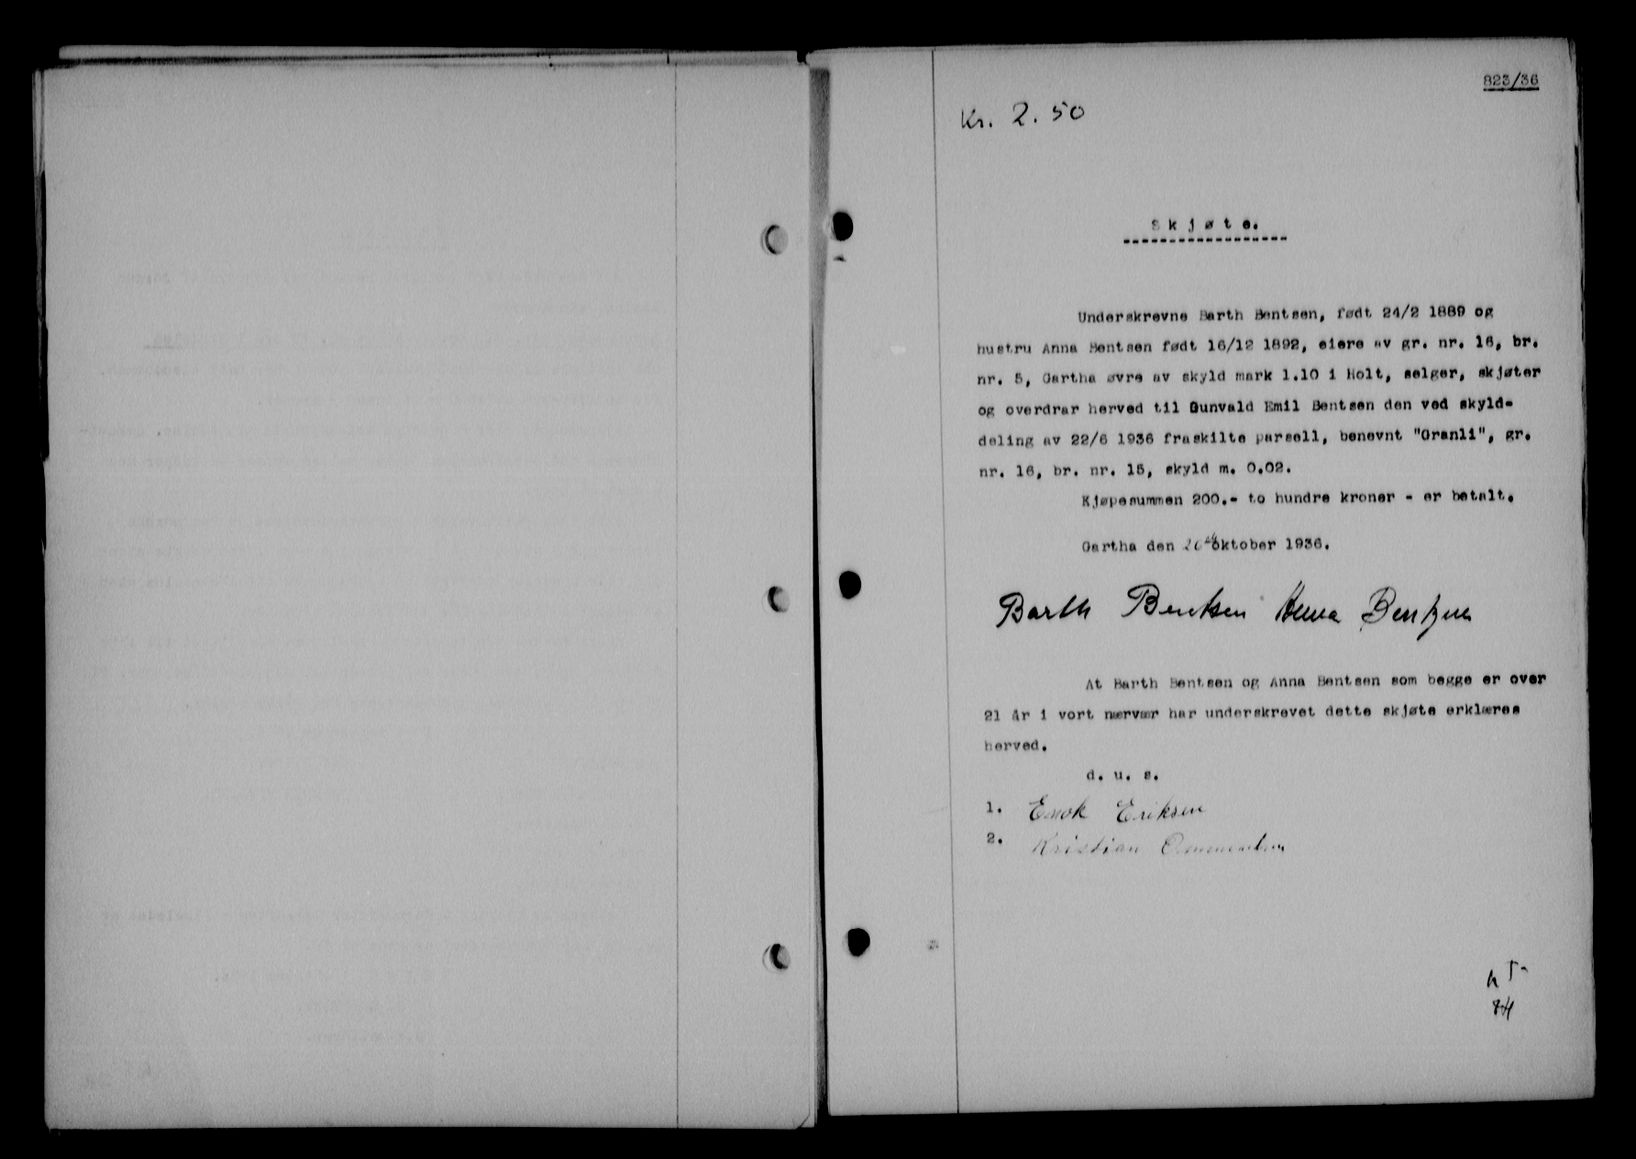 823/36
Kr. 2.50
Skjøte.
Underskrevne Barth Bentsen, født 24/2 1889 og
hustru Anna Bentsen født 16/12 1892, eiere av gr. nr. 16, br.
nr. 5, Gartha øvre av skyld mark 1.10 i Holt, selger, skjøter
og overdrar herved til Gunvald Emil Bentsen den ved skyld-
deling av 22/6 1936 fraskilte parsell, benevnt "Granli", gr.
nr. 16, br. nr. 15, skyld m. 0.02.
Kjøpesummen 200.- to hundre kroner - er betalt.
Gartha den oktober 1936.
Barth Bentsen Anna Bentsen
At Barth Bentsen og Anna Bentsen som begge er over
21 år i vort nærvær har underskrevet dette skjøte erklæres
herved.
d. u. s.
1. Enok Eriksen
2. Kristian